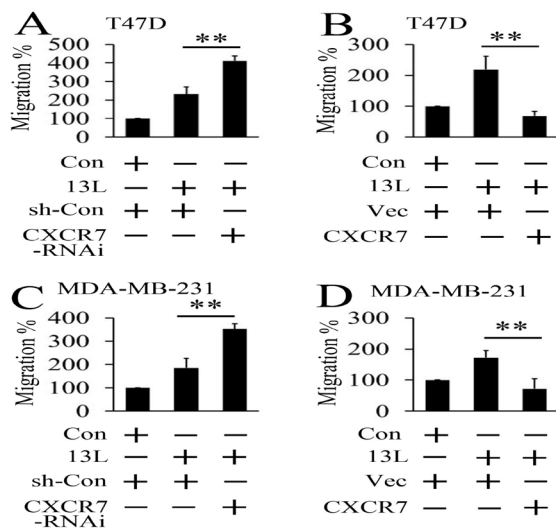 A T47D
**
Migration %
500
400
300
200
100
0
Con + — —
13L — + +
sh-Con + + —
CXCR7 — — +
-RNAi
B T47D
**
Migration %
300
200
100
0
Con + — —
13L — + +
Vec + + —
CXCR7 — — +
C MDA-MB-231
**
Migration %
400
300
200
100
0
Con + — —
13L — + +
sh-Con + + —
CXCR7 — — +
-RNAi
D MDA-MB-231
**
Migration %
300
200
100
0
Con + — —
13L — + +
Vec + + —
CXCR7 — — +